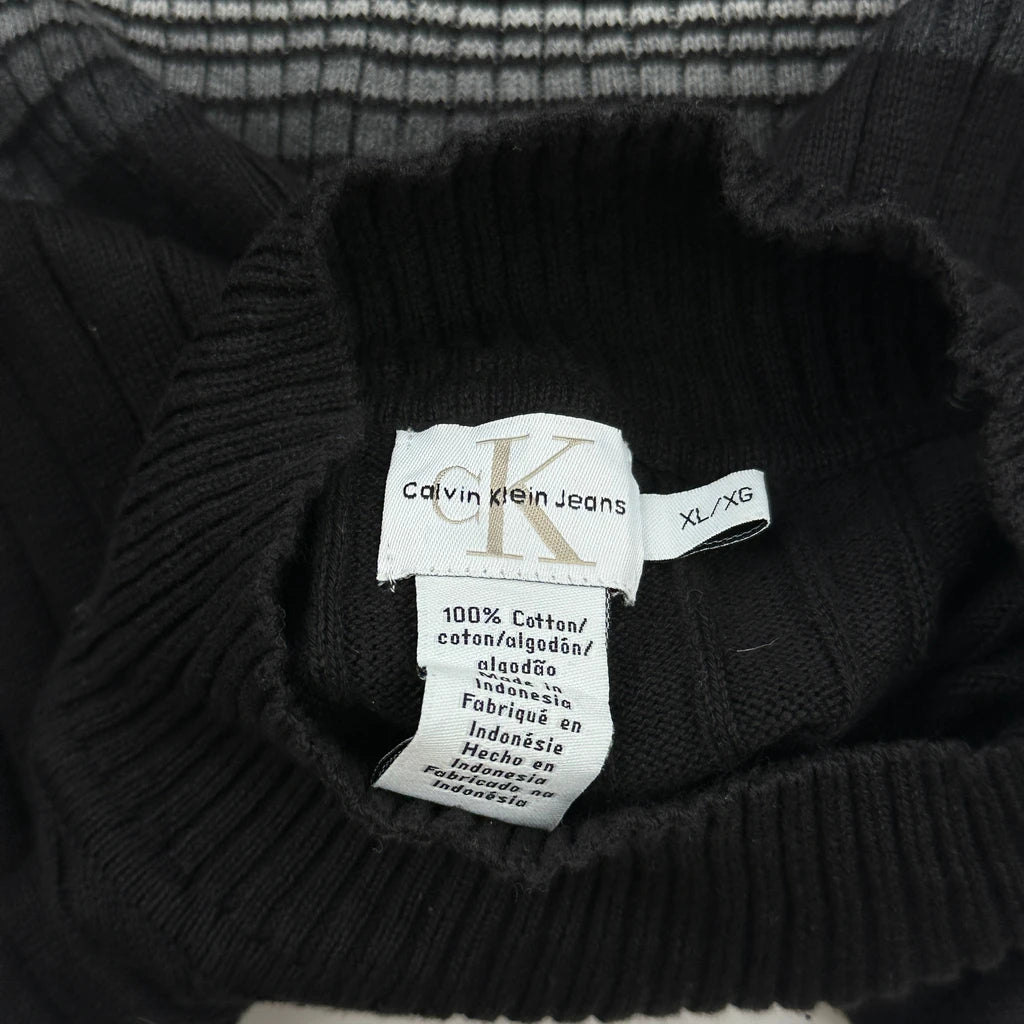 CK
Calvin Klein Jeans
XL/XG
100% Cotton/
coton/algodón/
algodão
Made in
Indonesia
Fabriqué en
Indonésie
Hecho en
Indonesia
Fabricado na
Indonésia